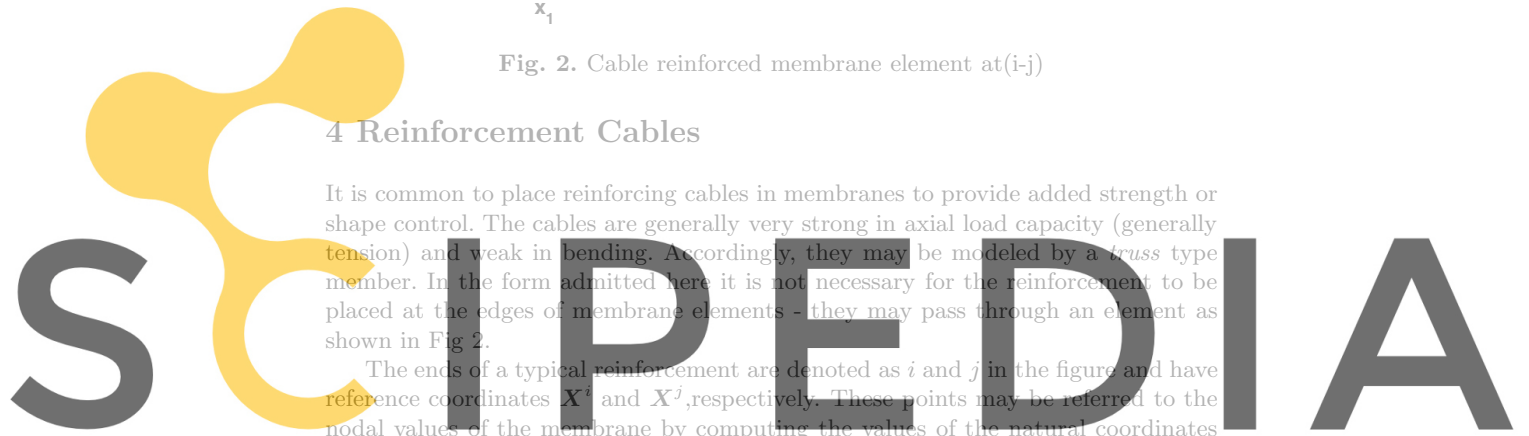 x1
Fig. 2. Cable reinforced membrane element at(i-j)
4 Reinforcement Cables
It is common to place reinforcing cables in membranes to provide added strength or
shape control. The cables are generally very strong in axial load capacity (generally
tension) and weak in bending. Accordingly, they may be modeled by a truss type
member. In the form admitted here it is not necessary for the reinforcement to be
placed at the edges of membrane elements - they may pass through an element as
shown in Fig 2.
The ends of a typical reinforcement are denoted as i and j in the figure and have
reference coordinates X^i and X^j,respectively. These points may be referred to the
nodal values of the membrane by computing the values of the natural coordinates
SCIPEDIA